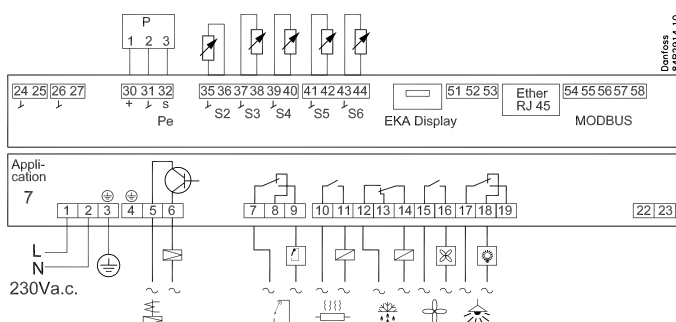 P
1 2 3
Danfoss
84B2914.10
24 25 26 27 30 31 32 35 36 37 38 39 40 41 42 43 44 51 52 53 Ether RJ 45 54 55 56 57 58
+ s S2 S3 S4 S5 S6
Pe EKA Display MODBUS
Appli-
cation
7
1 2 3 4 5 6 7 8 9 10 11 12 13 14 15 16 17 18 19 22 23
L
N
230Va.c.